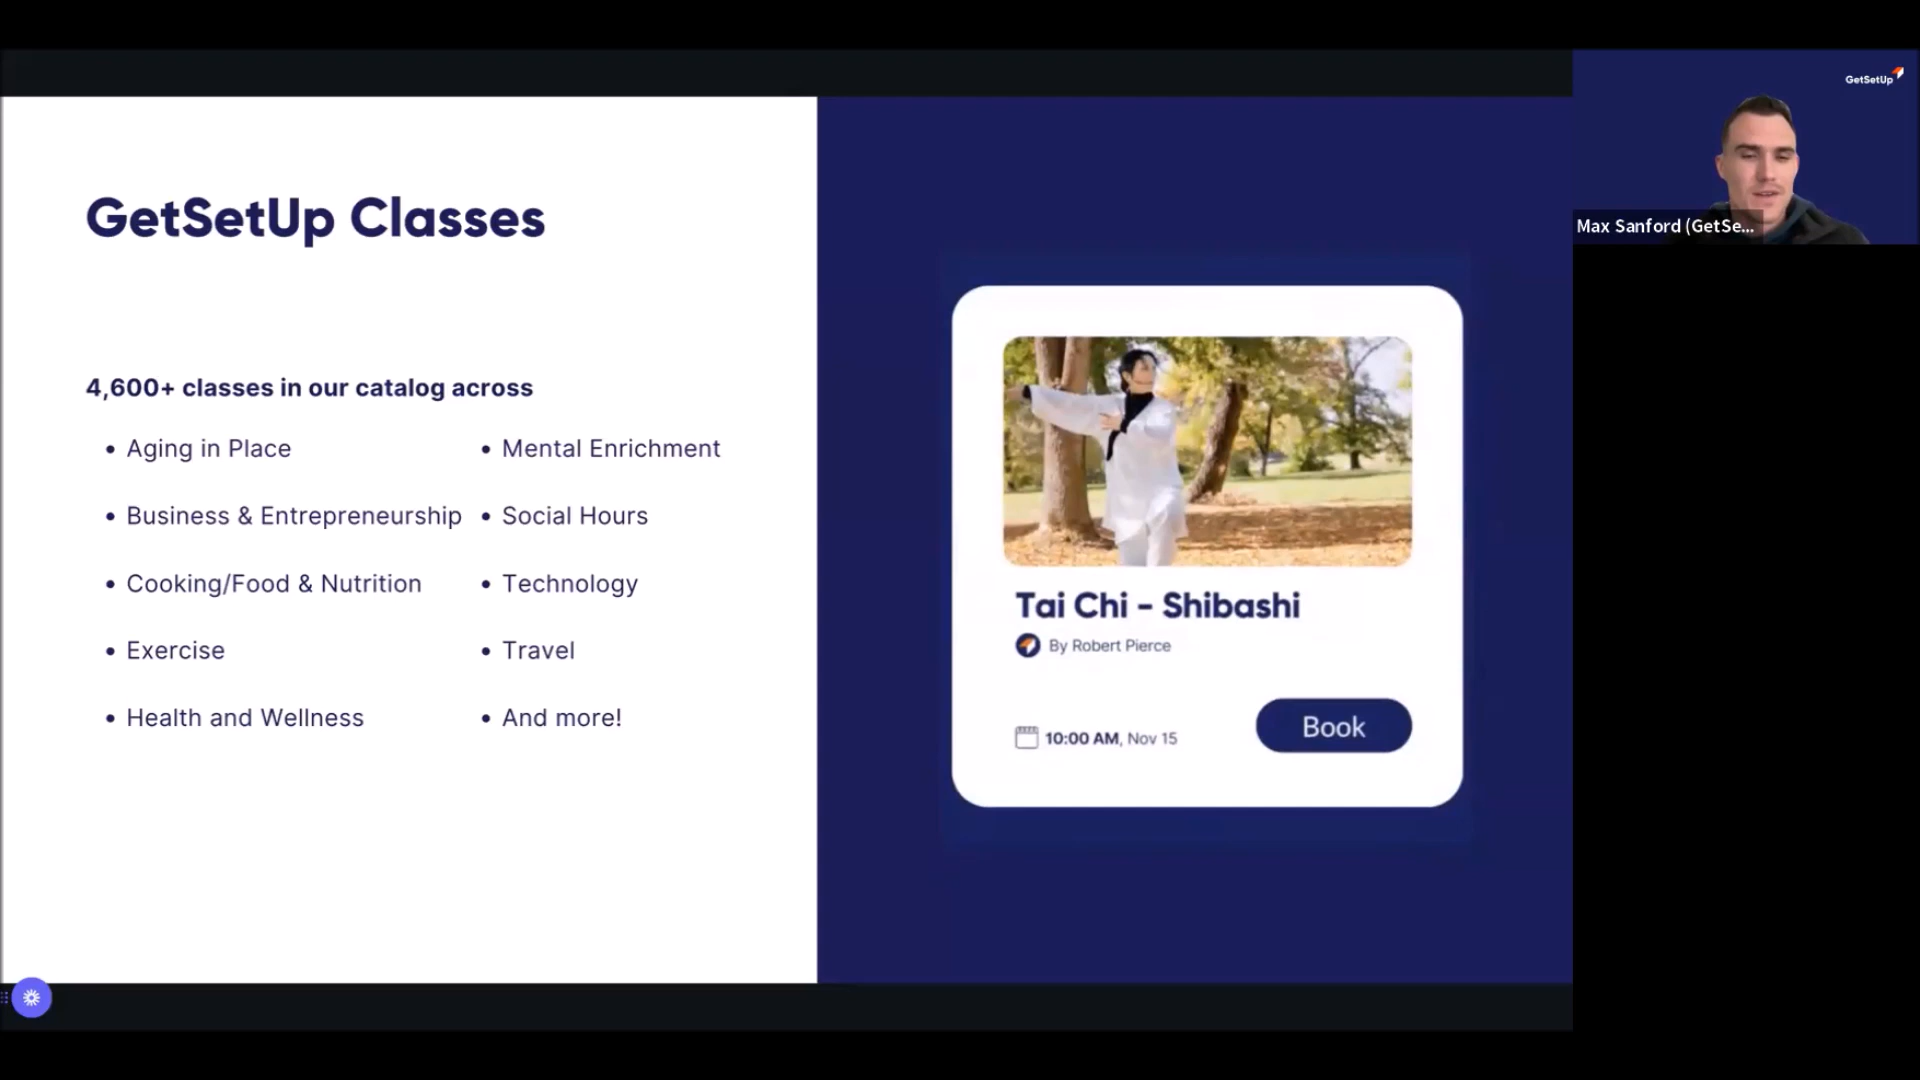 GetSetUp Classes
4,600+ classes in our catalog across
• Aging in Place
• Business & Entrepreneurship
• Cooking/Food & Nutrition
• Exercise
• Health and Wellness
• Mental Enrichment
• Social Hours
• Technology
• Travel
• And more!
Tai Chi - Shibashi
By Robert Pierce
10:00 AM, Nov 15
Book
GetSetUp
Max Sanford (GetSe...